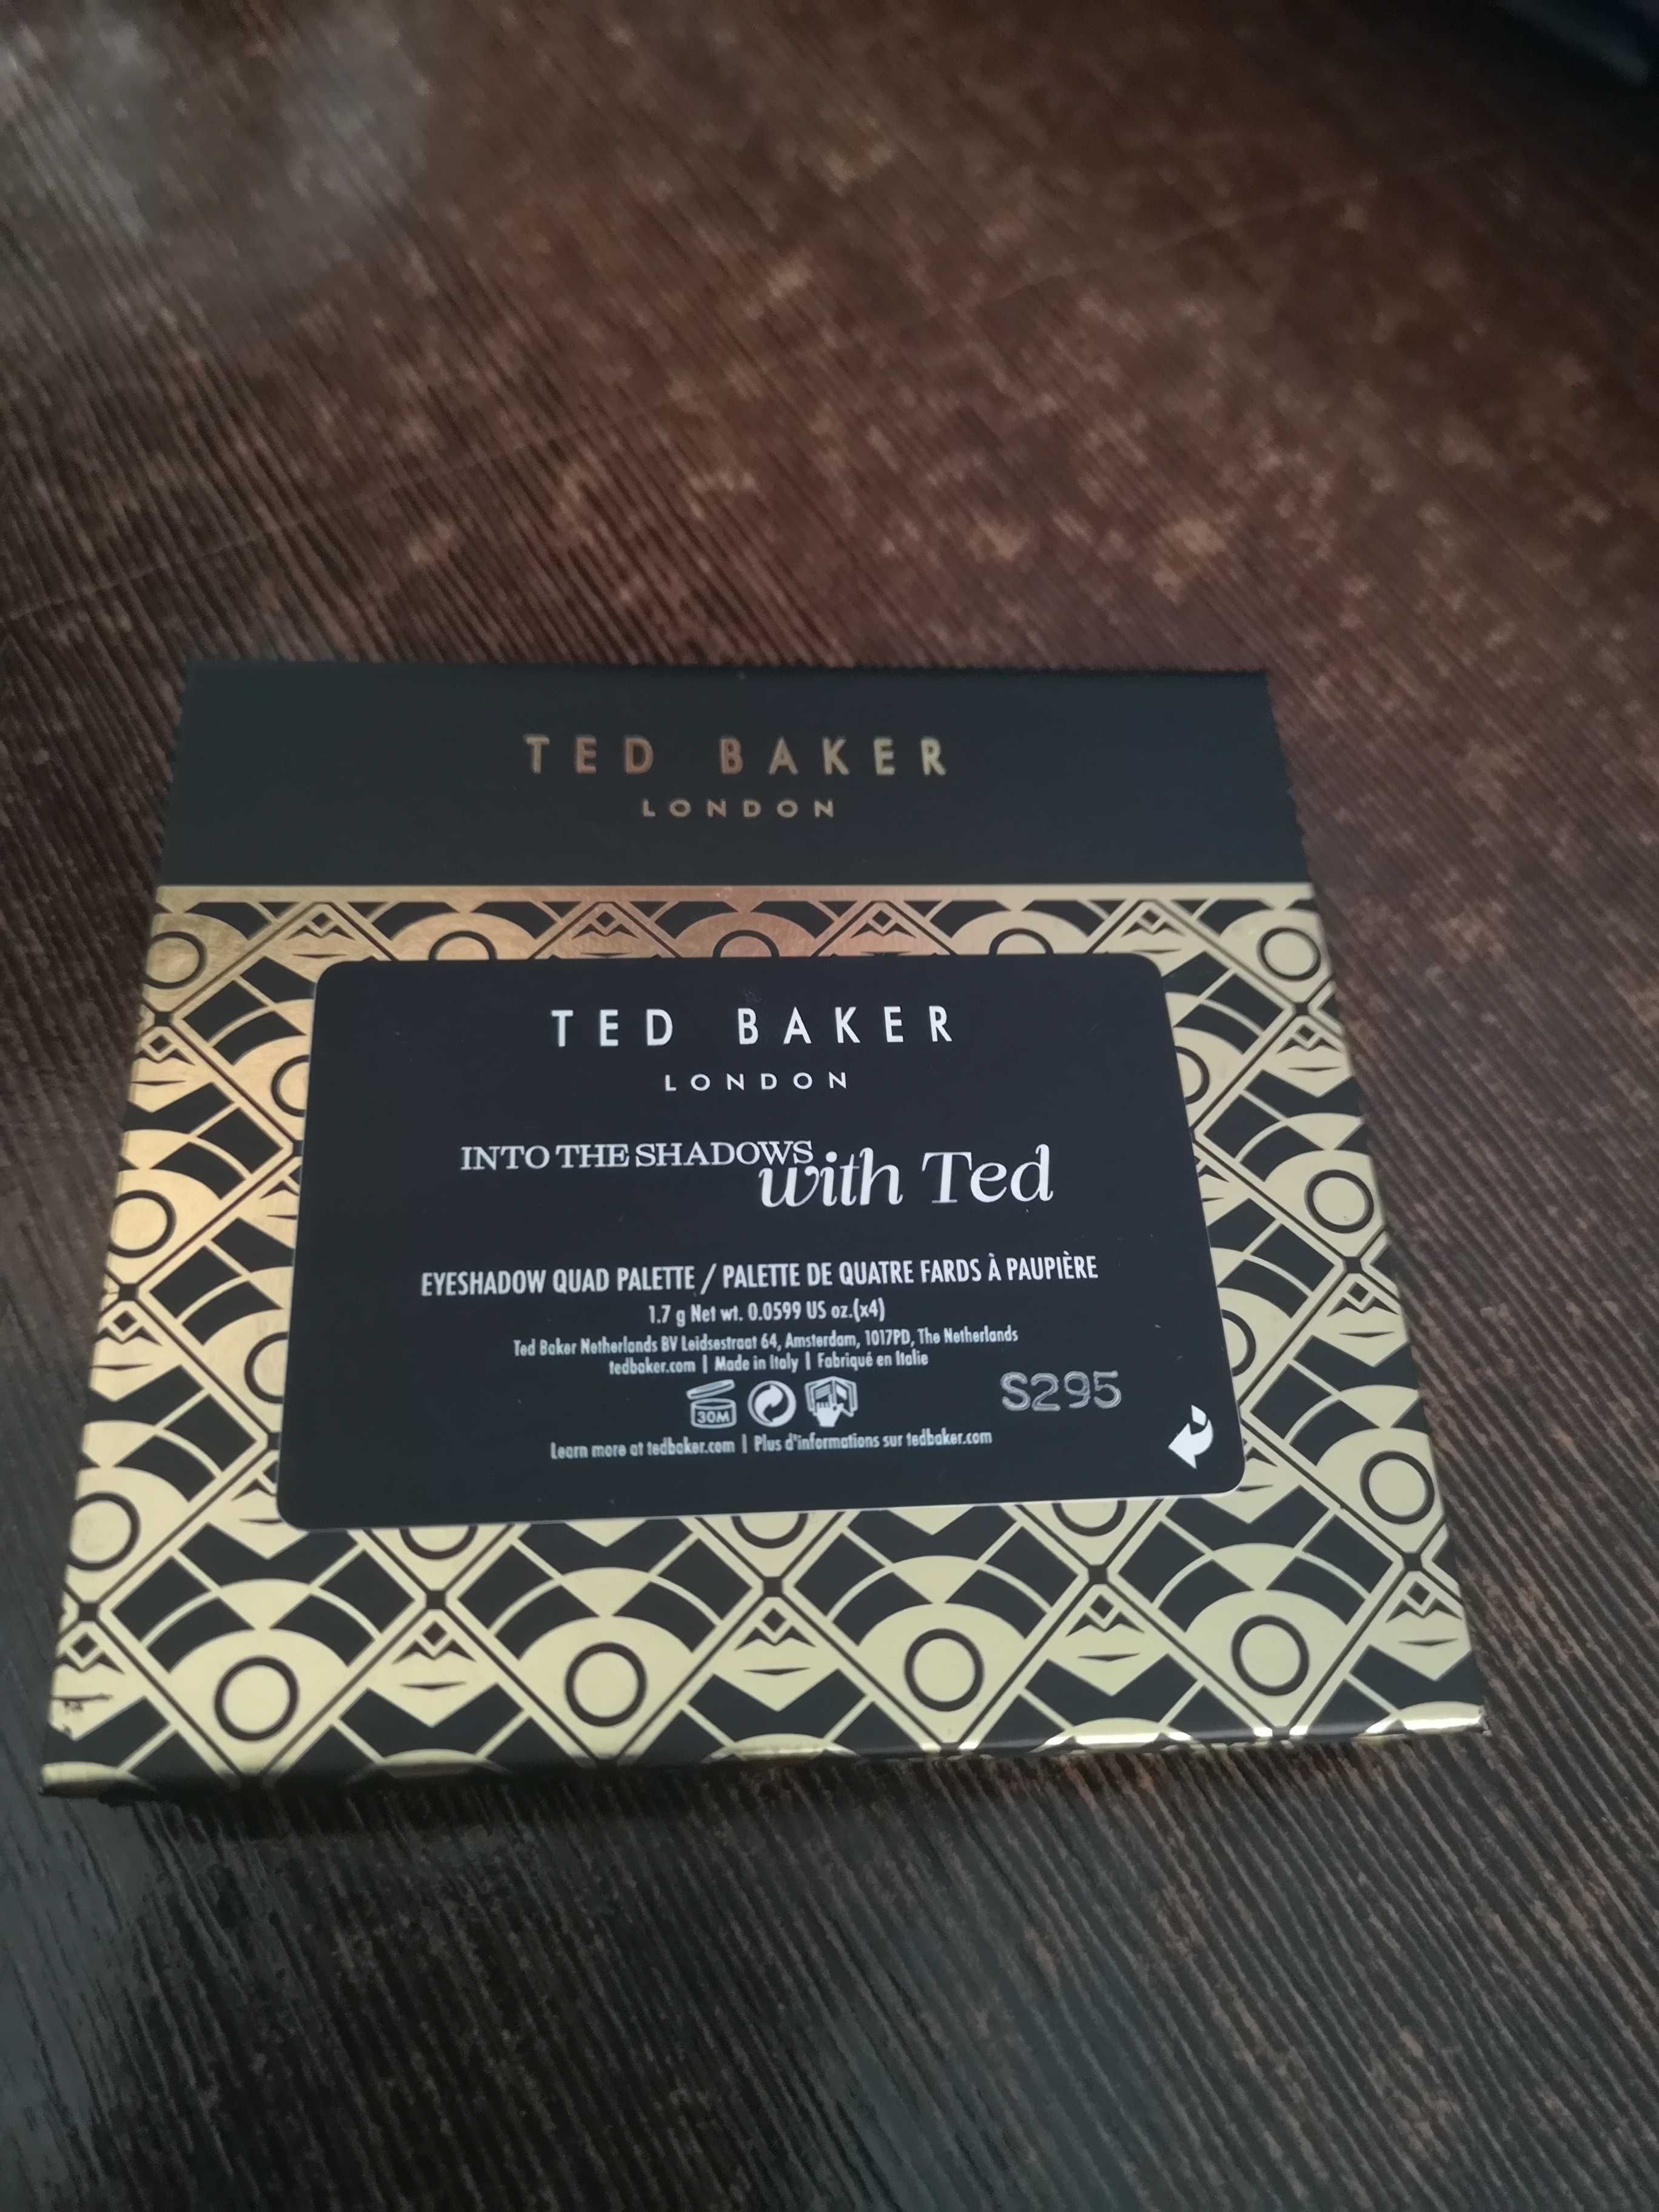 TED BAKER
LONDON
TED BAKER
LONDON
INTO THE SHADOWS
with Ted
EYESHADOW QUAD PALETTE / PALETTE DE QUATRE FARDS À PAUPIÈRE
1.7 g Net wt. 0.0599 US oz.(x4)
Ted Baker Netherlands BV Leidsestraat 64, Amsterdam, 1017PD, The Netherlands
tedbaker.com | Made in Italy | Fabriqué en Italie
30M
S295
Learn more at tedbaker.com | Plus d'informations sur tedbaker.com